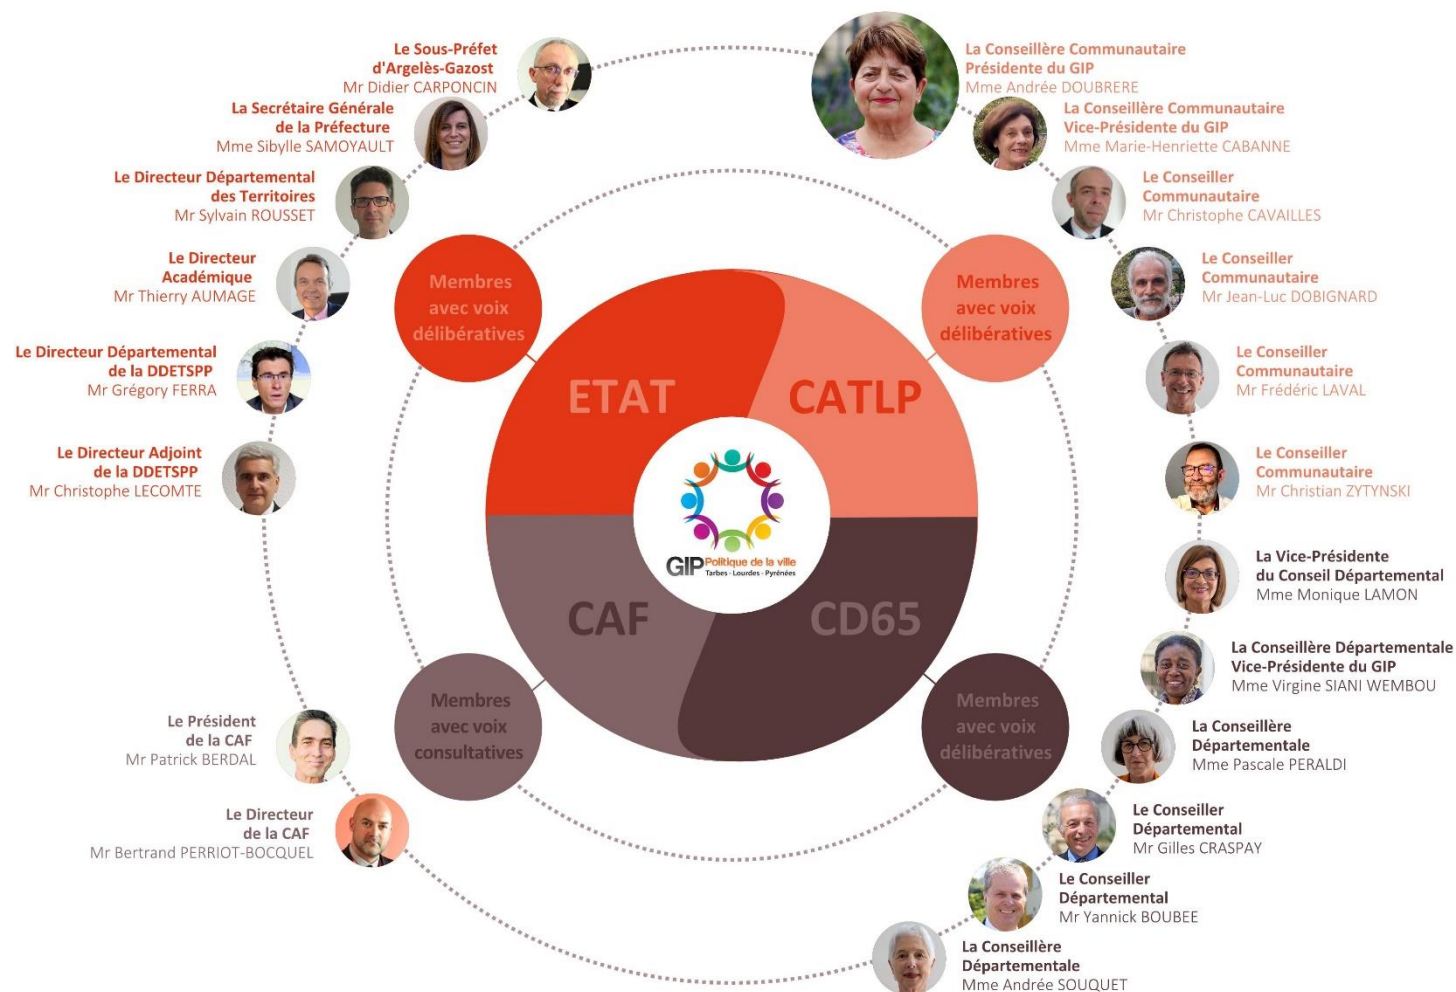 Le Sous-Préfet
d'Argelès-Gazost
Mr Didier CARPONCIN
La Secrétaire Générale
de la Préfecture
Mme Sibylle SAMOYAULT
Le Directeur Départemental
des Territoires
Mr Sylvain ROUSSET
Le Directeur
Académique
Mr Thierry AUMAGE
Le Directeur Départemental
de la DDETSPP
Mr Grégory FERRA
Le Directeur Adjoint
de la DDETSPP
Mr Christophe LECOMTE
Membres
avec voix
délibératives
ETAT
La Conseillère Communautaire
Présidente du GIP
Mme Andrée DOUBRERE
La Conseillère Communautaire
Vice-Présidente du GIP
Mme Marie-Henriette CABANNE
Le Conseiller
Communautaire
Mr Christophe CAVAILLES
Le Conseiller
Communautaire
Mr Jean-Luc DOBIGNARD
Le Conseiller
Communautaire
Mr Frédéric LAVAL
Le Conseiller
Communautaire
Mr Christian ZYTYNSKI
Membres
avec voix
délibératives
CATLP
GIP Politique de la ville
Tarbes - Lourdes - Pyrénées
CAF
Membres
avec voix
consultatives
Le Président
de la CAF
Mr Patrick BERDAL
Le Directeur
de la CAF
Mr Bertrand PERRIOT-BOCQUEL
CD65
Membres
avec voix
délibératives
La Vice-Présidente
du Conseil Départemental
Mme Monique LAMON
La Conseillère Départementale
Vice-Présidente du GIP
Mme Virgine SIANI WEMBOU
La Conseillère
Départementale
Mme Pascale PERALDI
Le Conseiller
Départemental
Mr Gilles CRASPAY
Le Conseiller
Départemental
Mr Yannick BOUBEE
La Conseillère
Départementale
Mme Andrée SOUQUET